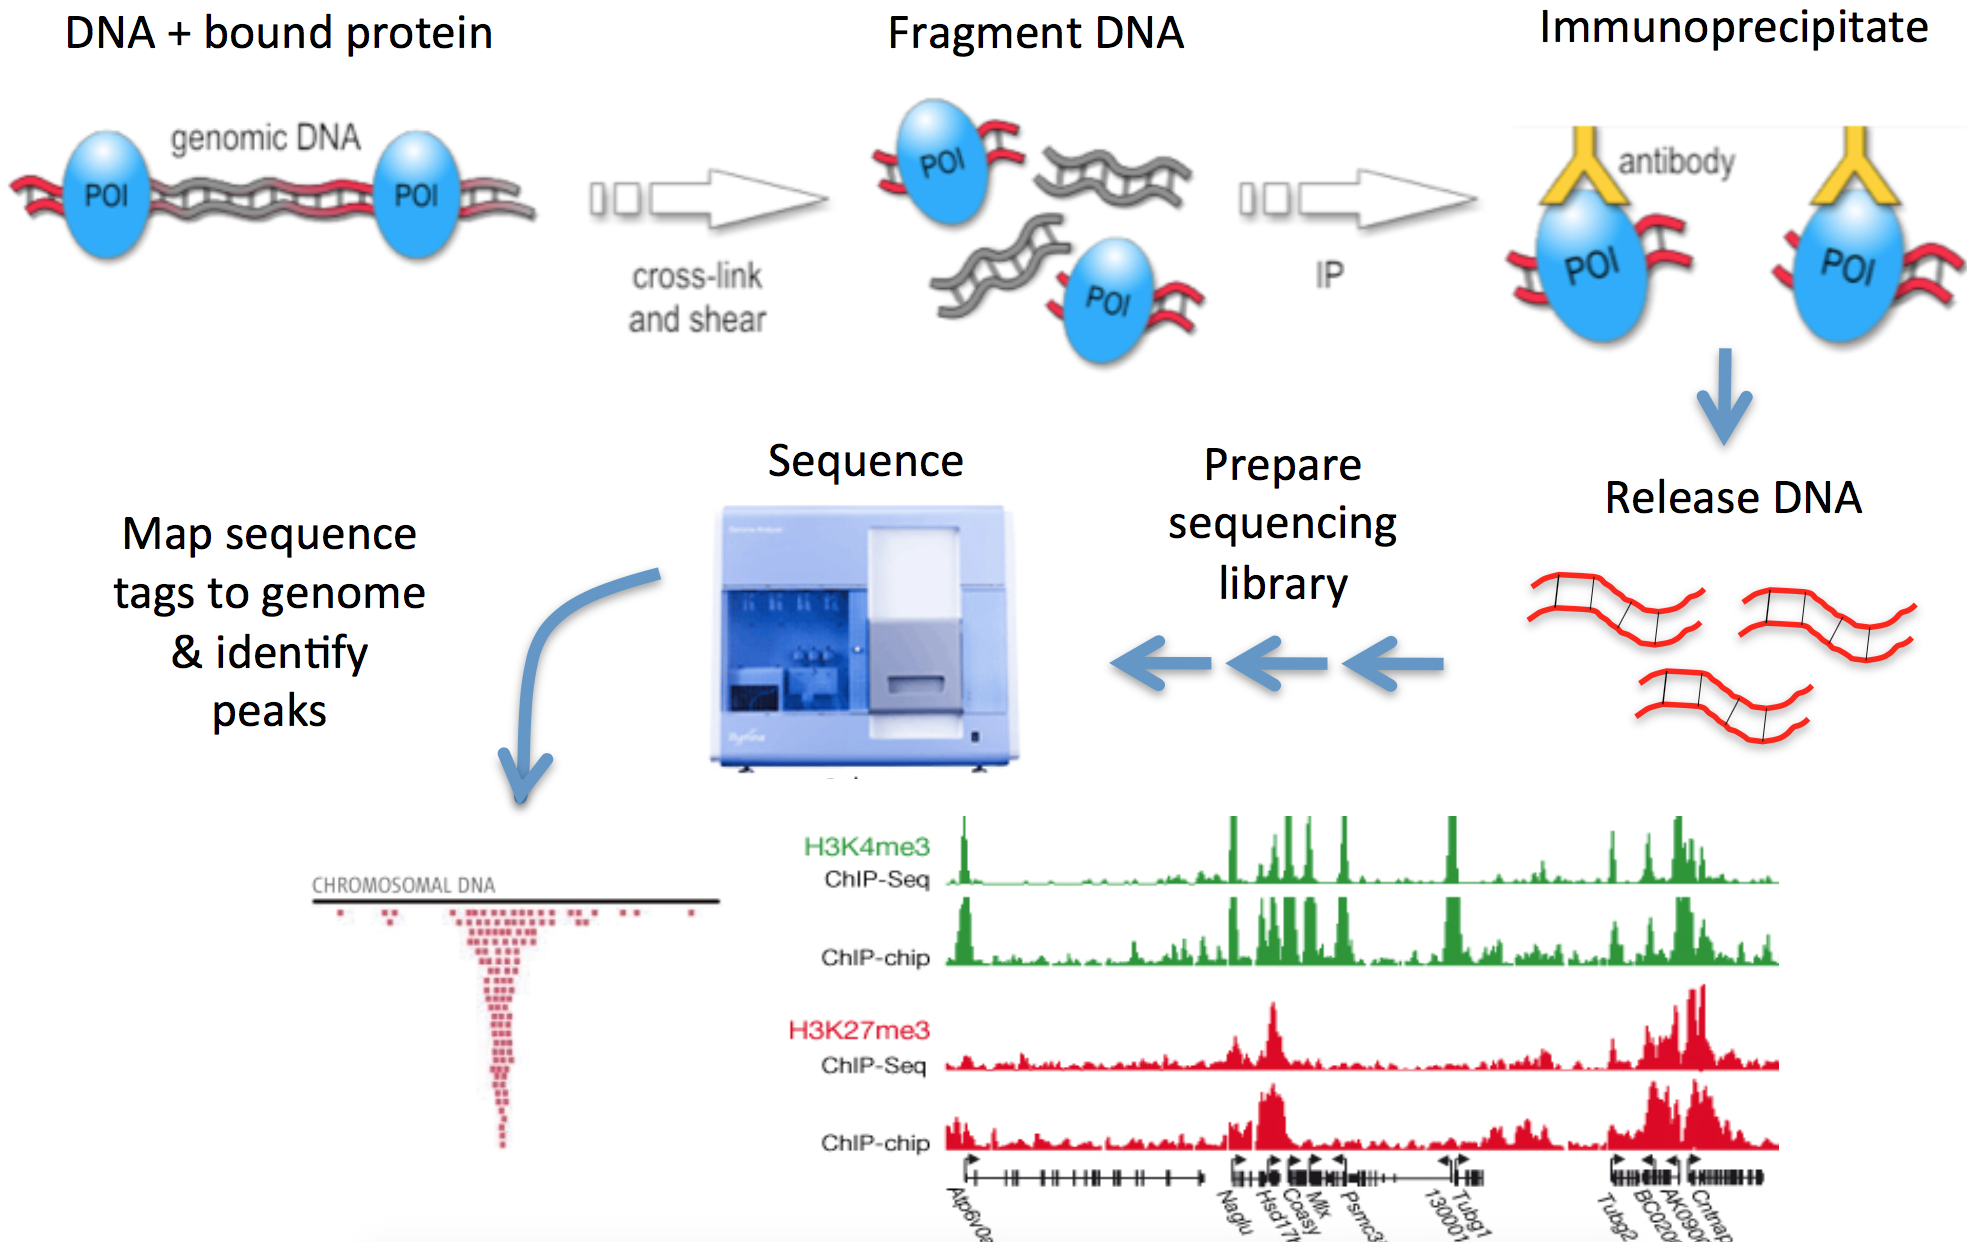 DNA + bound protein
Fragment DNA
Immunoprecipitate
genomic DNA
POI
POI
cross-link
and shear
POI
POI
IP
antibody
POI
POI
Release DNA
Prepare
sequencing
library
Sequence
Map sequence
tags to genome
& identify
peaks
CHROMOSOMAL DNA
H3K4me3
ChIP-Seq
ChIP-chip
H3K27me3
ChIP-Seq
ChIP-chip
Atp6v0a
Naglu
Hsd17
Coasy
Mlx
Psmc3
130001
Tubg1
Tubg2
BC020
AK090
Cntnap